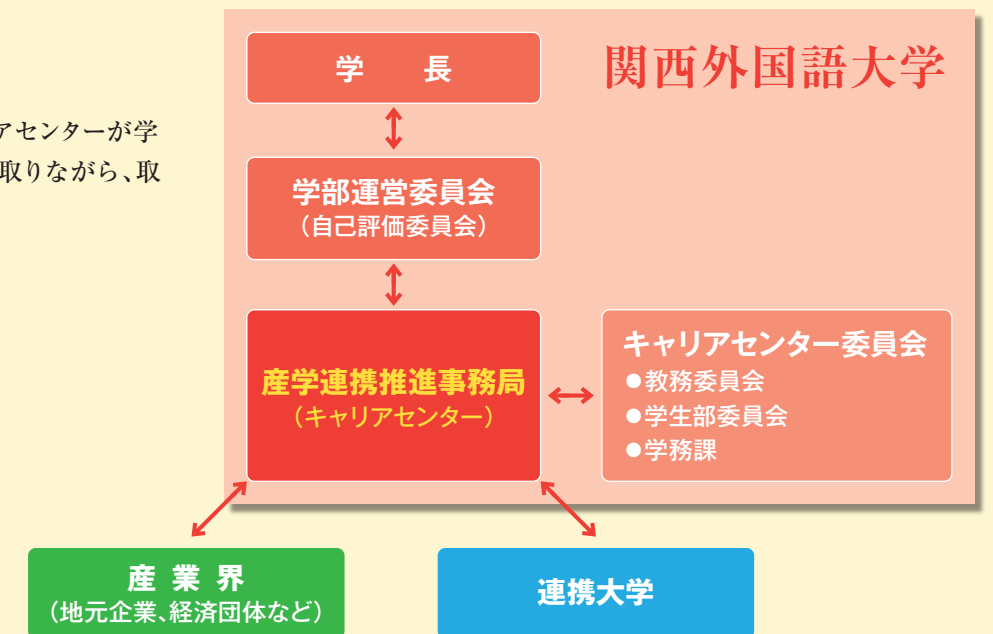 関西外国語大学
学　長
アセンターが学
取りながら、取
学部運営委員会
（自己評価委員会）
産学連携推進事務局
（キャリアセンター）
キャリアセンター委員会
●教務委員会
●学生部委員会
●学務課
産 業 界
（地元企業、経済団体など）
連携大学